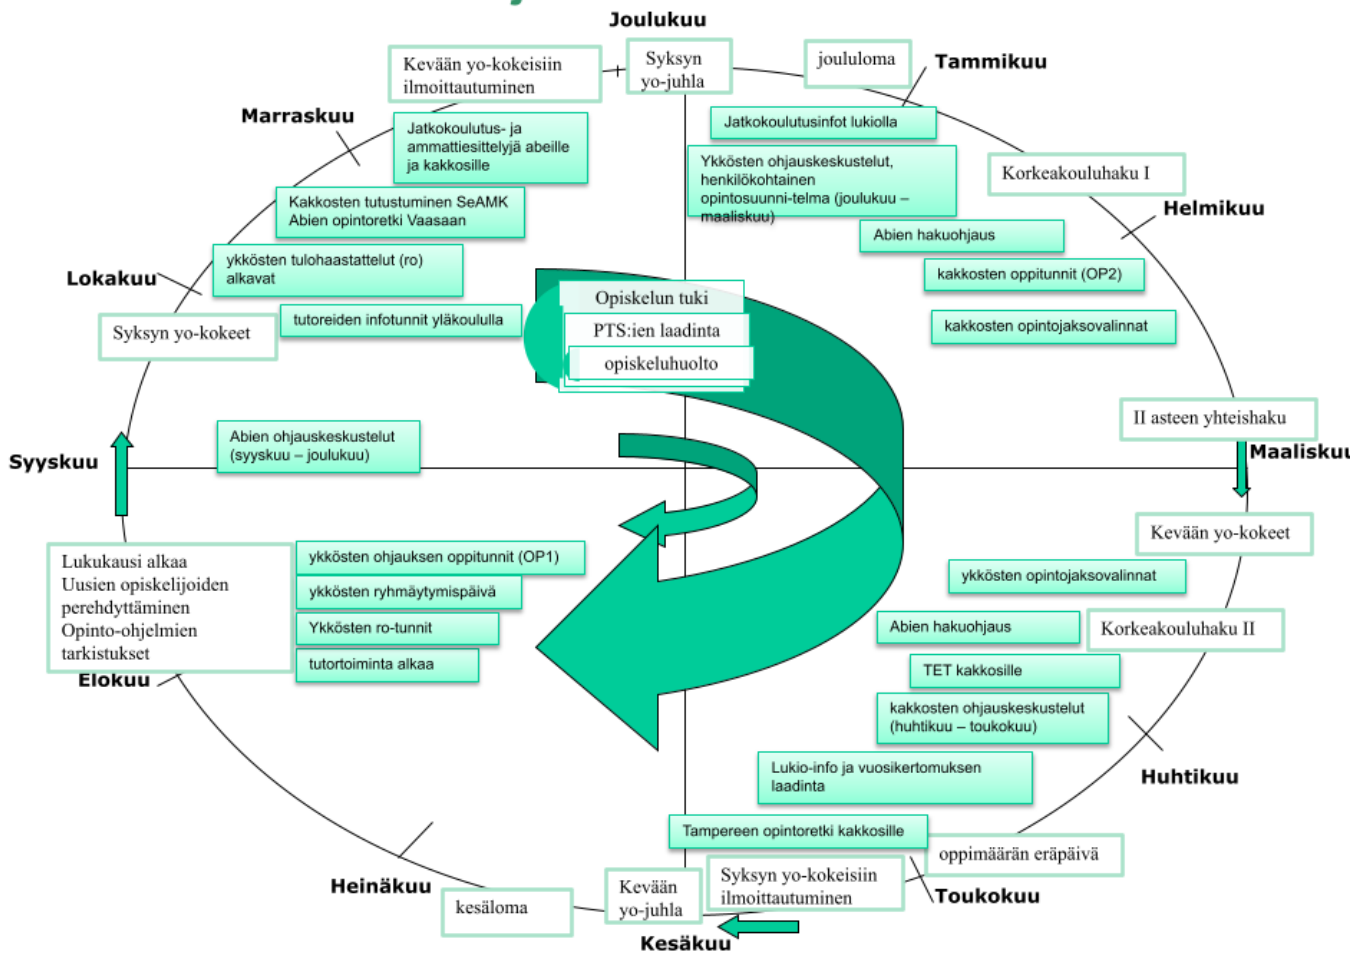 Joulukuu
Syksyn
yo-juhla
joululoma
Tammikuu
Kevään yo-kokeisiin
ilmoittautuminen
Marraskuu
Jatkokoulutus- ja
ammattiesittelyjä abeille
ja kakkosille
Jatkokoulutusinfot lukiolla
Ykkösten ohjauskeskustelut,
henkilökohtainen
opintosuunni-telma (joulukuu –
maaliskuu)
Korkeakouluhaku I
Helmikuu
Kakkosten tutustuminen SeAMK
Abien opintoretki Vaasaan
Abien hakuohjaus
ykkösten tulohaastattelut (ro)
alkavat
kakkosten oppitunnit (OP2)
Lokakuu
Syksyn yo-kokeet
tutoreiden infotunnit yläkoululla
Opiskelun tuki
PTS:ien laadinta
opiskeluhuolto
kakkosten opintojaksovalinnat
II asteen yhteishaku
Maaliskuu
Abien ohjauskeskustelut
(syyskuu – joulukuu)
Syyskuu
Kevään yo-kokeet
Lukukausi alkaa
Uusien opiskelijoiden
perehdyttäminen
Opinto-ohjelmien
tarkistukset
Elokuu
ykkösten ohjauksen oppitunnit (OP1)
ykkösten ryhmäytymispäivä
Ykkösten ro-tunnit
tutortoiminta alkaa
ykkösten opintojaksovalinnat
Abien hakuohjaus
Korkeakouluhaku II
TET kakkosille
kakkosten ohjauskeskustelut
(huhtikuu – toukokuu)
Huhtikuu
Lukio-info ja vuosikertomuksen
laadinta
Tampereen opintoretki kakkosille
oppimäärän eräpäivä
Toukokuu
Syksyn yo-kokeisiin
ilmoittautuminen
Kevään
yo-juhla
Kesäkuu
Heinäkuu
kesäloma